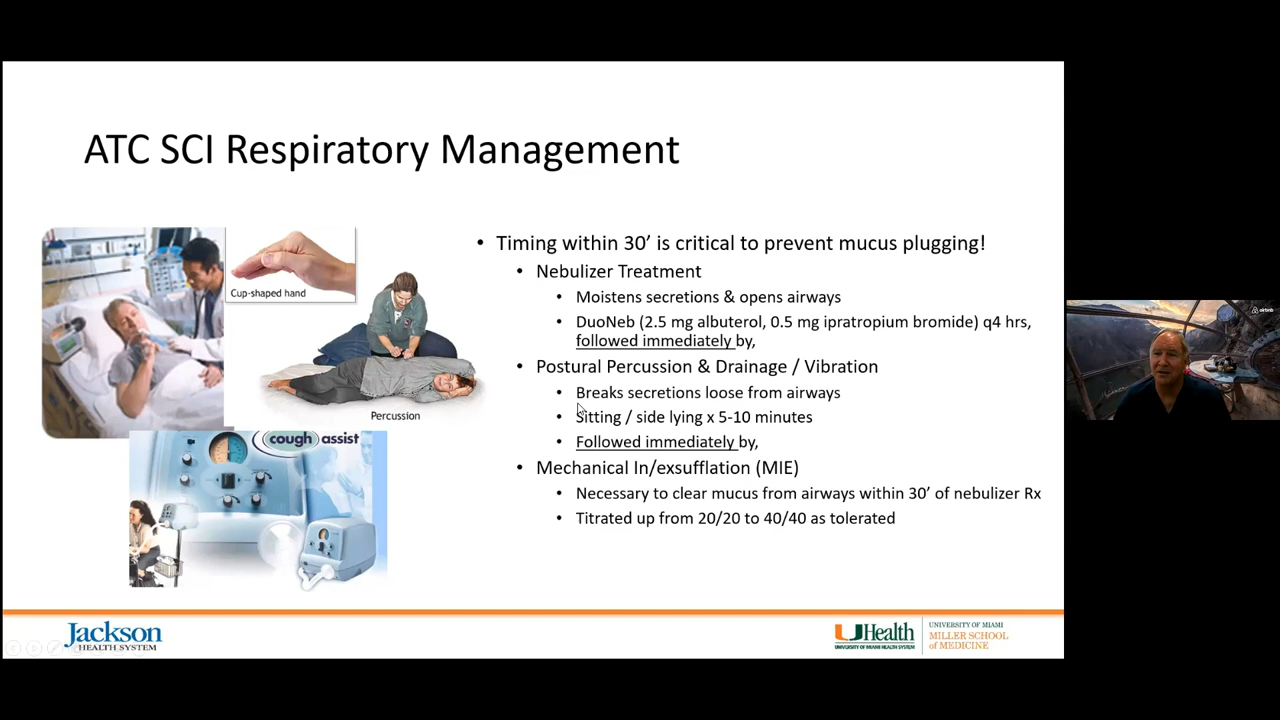 ATC SCI Respiratory Management
Cup-shaped hand
Percussion
cough assist
• Timing within 30’ is critical to prevent mucus plugging!
• Nebulizer Treatment
• Moistens secretions & opens airways
• DuoNeb (2.5 mg albuterol, 0.5 mg ipratropium bromide) q4 hrs,
followed immediately by,
• Postural Percussion & Drainage / Vibration
• Breaks secretions loose from airways
• Sitting / side lying x 5-10 minutes
• Followed immediately by,
• Mechanical In/exsufflation (MIE)
• Necessary to clear mucus from airways within 30’ of nebulizer Rx
• Titrated up from 20/20 to 40/40 as tolerated
Jackson
HEALTH SYSTEM
UHealth
UNIVERSITY OF MIAMI HEALTH SYSTEM
UNIVERSITY OF MIAMI
MILLER SCHOOL
of MEDICINE
airbnb